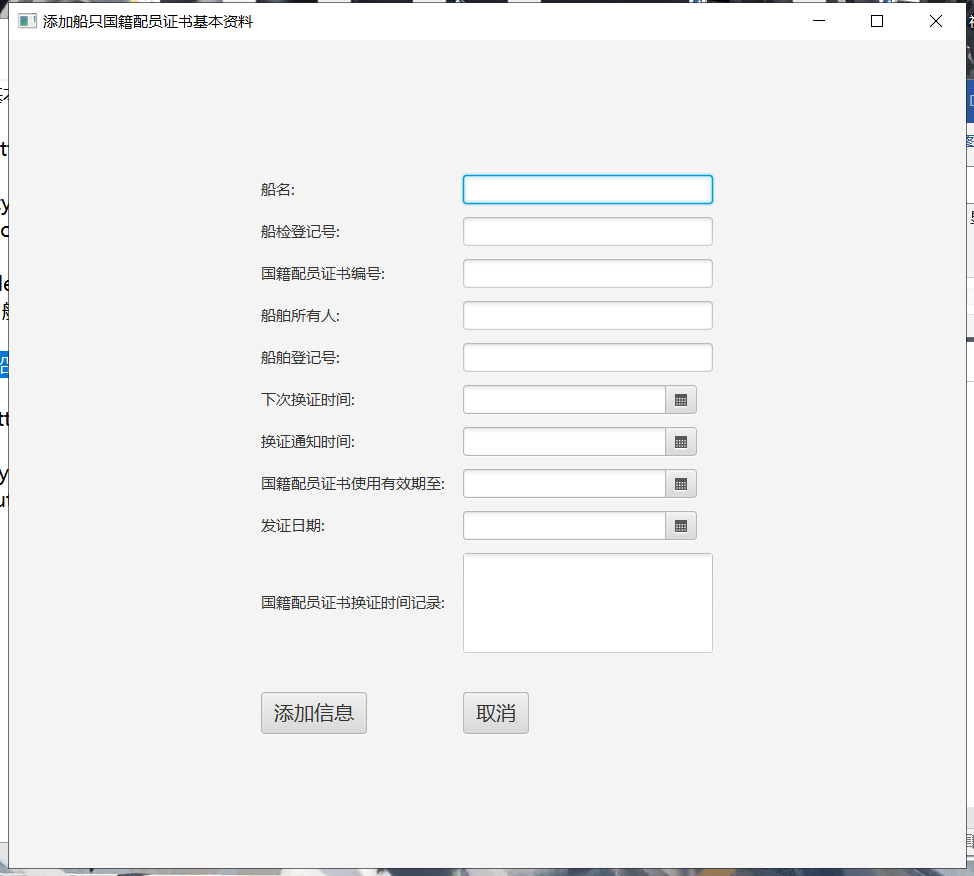 添加船只国籍配员证书基本资料
船名:
船检登记号:
国籍配员证书编号:
船舶所有人:
船舶登记号:
下次换证时间:
换证通知时间:
国籍配员证书使用有效期至:
发证日期:
国籍配员证书换证时间记录:
添加信息
取消